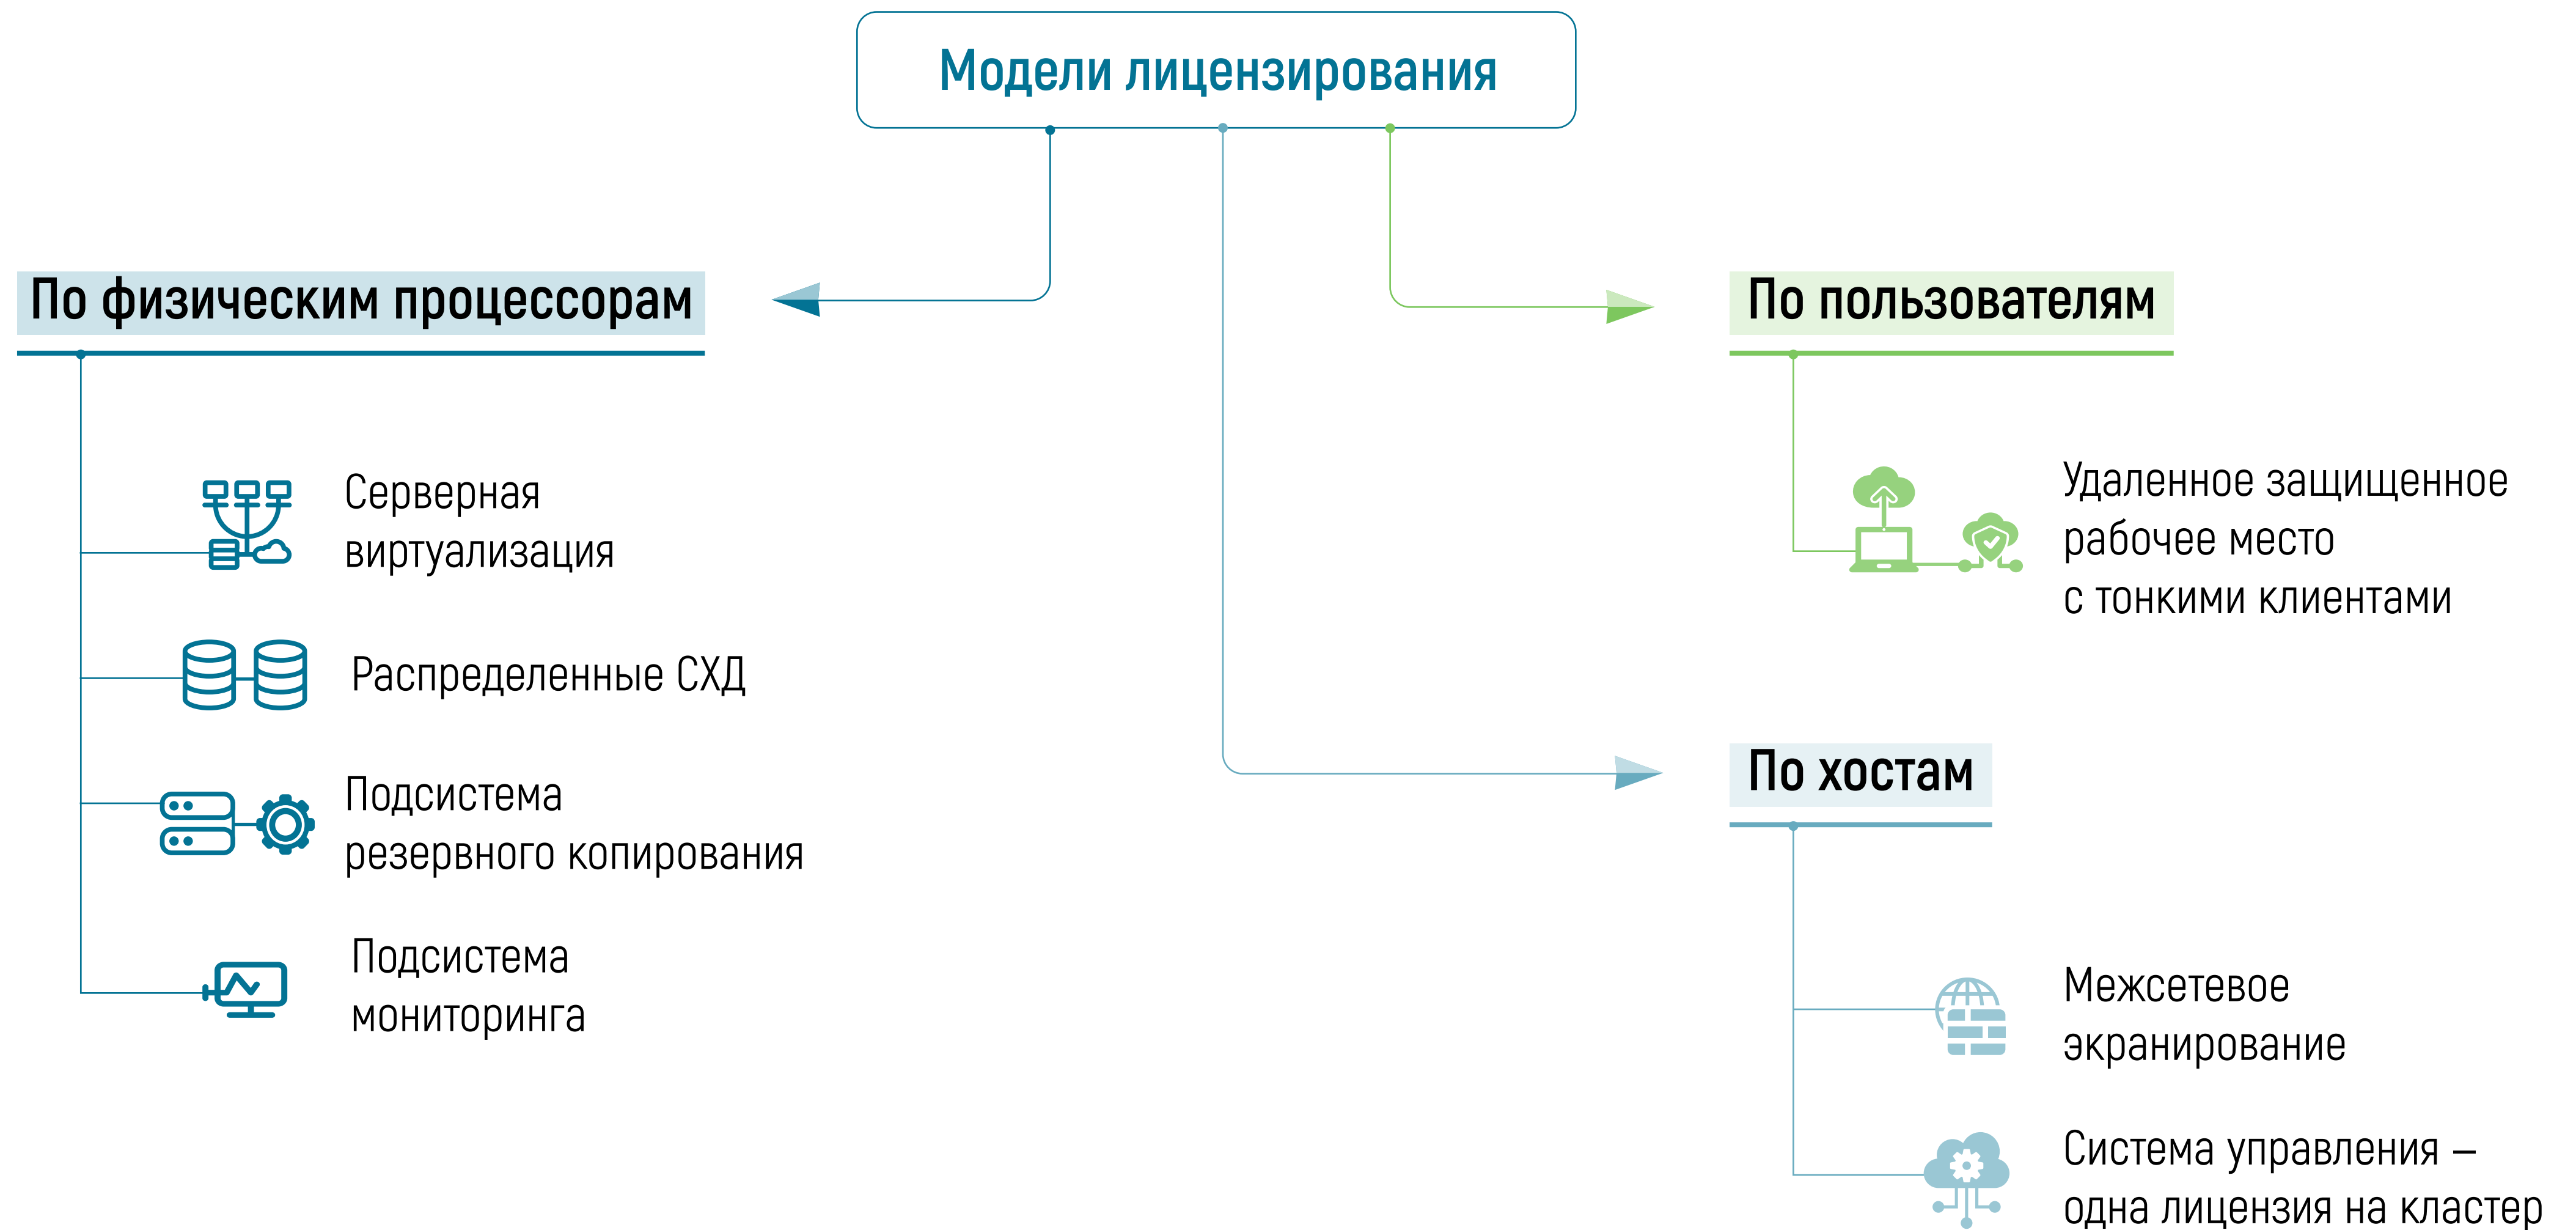 Модели лицензирования
По физическим процессорам
Серверная
виртуализация
Распределенные СХД
Подсистема
резервного копирования
Подсистема
мониторинга
По пользователям
Удаленное защищенное
рабочее место
с тонкими клиентами
По хостам
Межсетевое
экранирование
Система управления –
одна лицензия на кластер